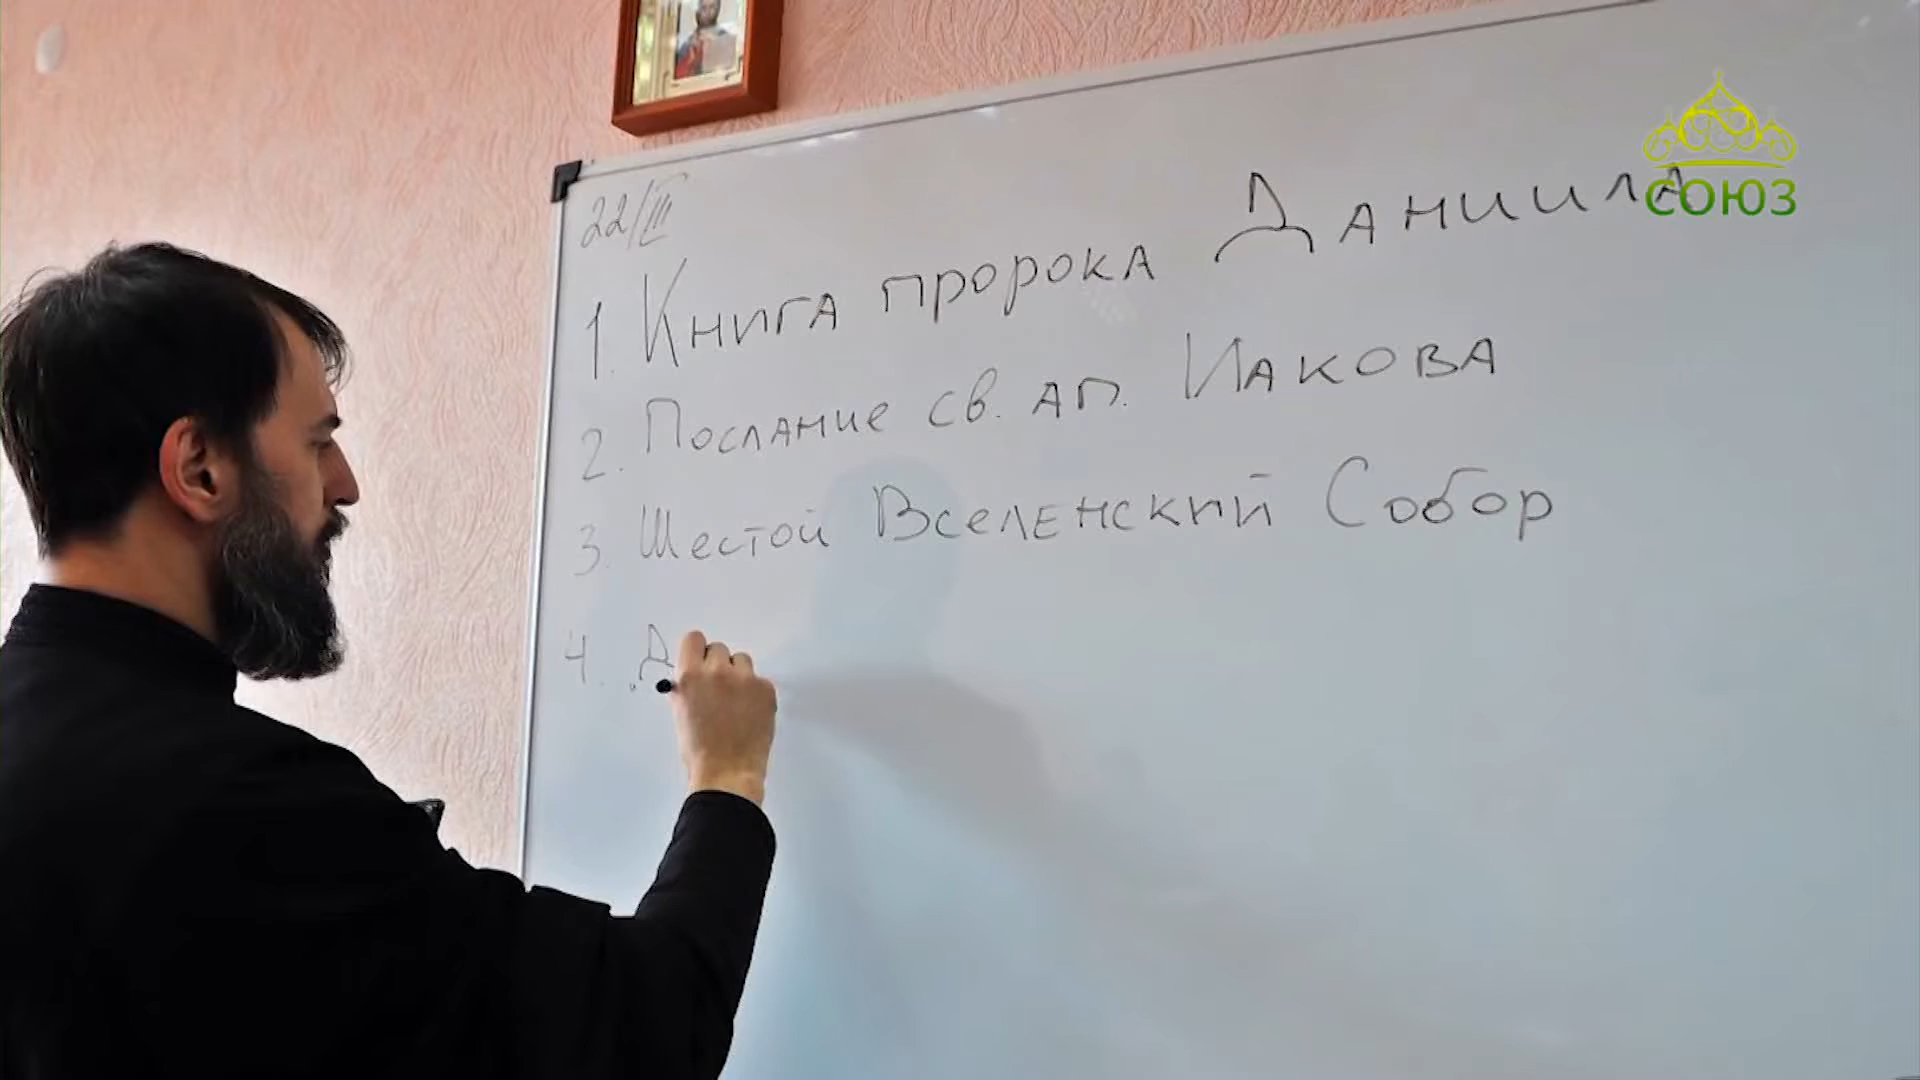 22/III
1. Книга пророка Даниила
2. Послание св. ап. Иакова
3. Шестой Вселенский Собор
4. „Д
СОЮЗ